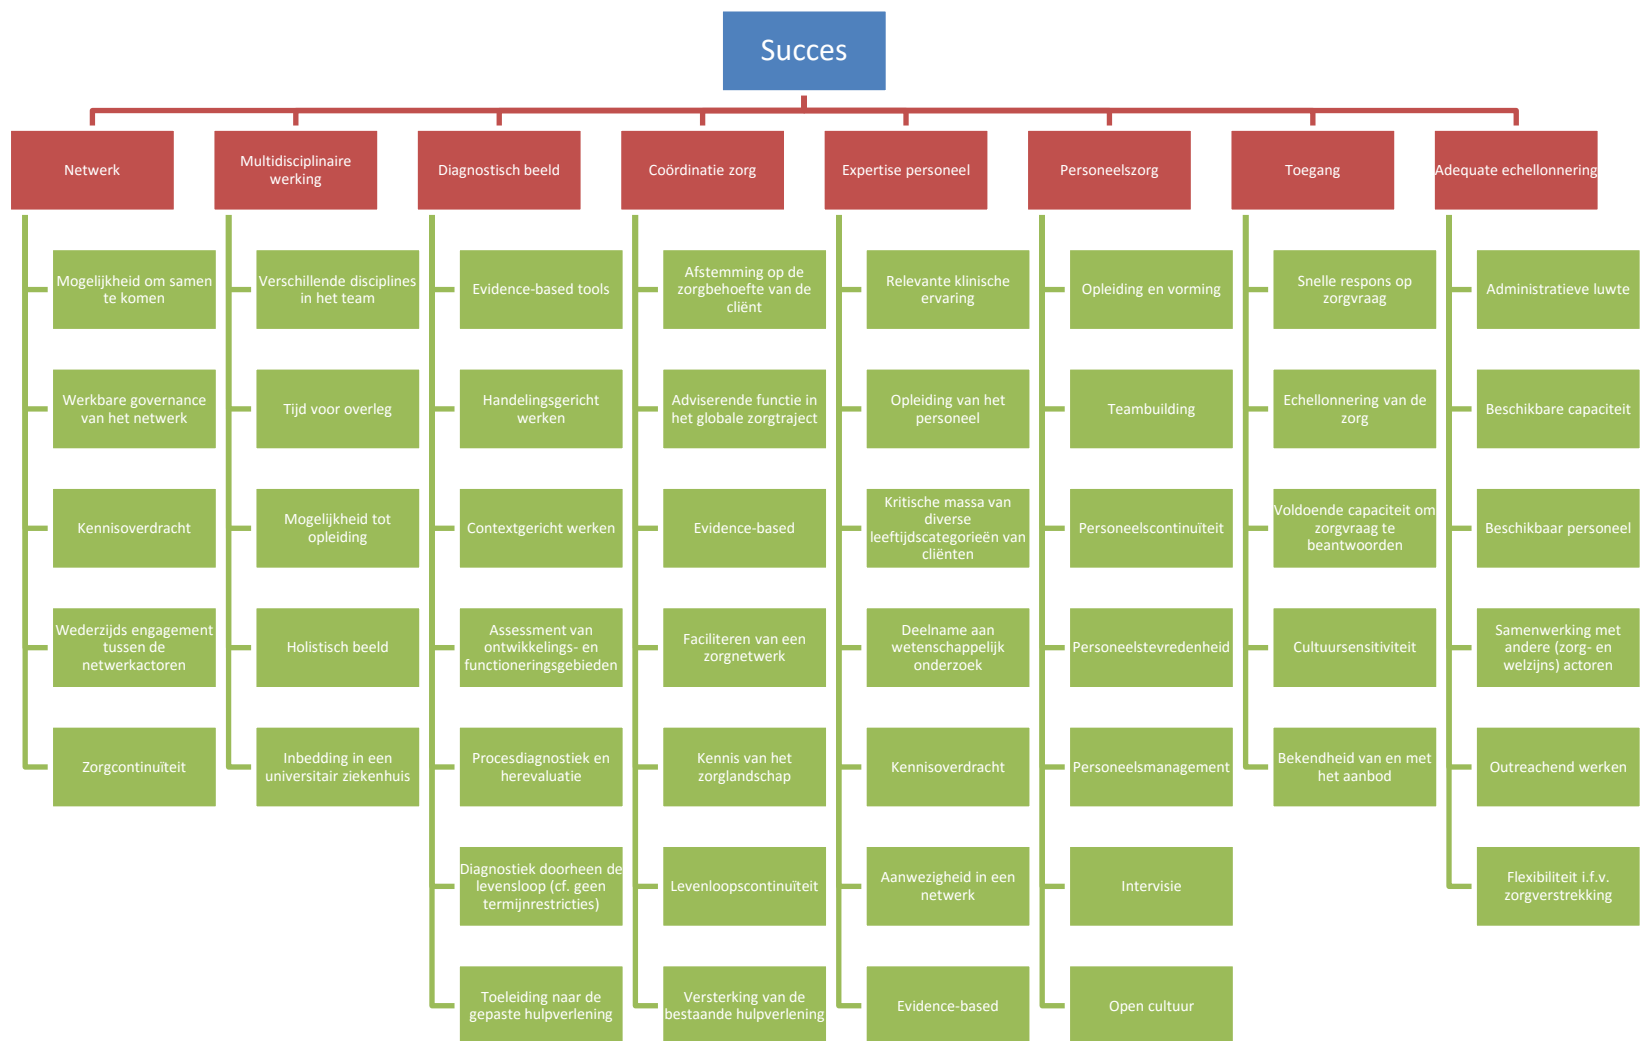 Succes
Netwerk
Mogelijkheid om samen
te komen
Werkbare governance
van het netwerk
Kennisoverdracht
Wederzijds engagement
tussen de
netwerkactoren
Zorgcontinuïteit
Multidisciplinaire
werking
Verschillende disciplines
in het team
Tijd voor overleg
Mogelijkheid tot
opleiding
Holistisch beeld
Inbedding in een
universitair ziekenhuis
Diagnostisch beeld
Evidence-based tools
Handelingsgericht
werken
Contextgericht werken
Assessment van
ontwikkelings- en
functioneringsgebieden
Procesdiagnostiek en
herevaluatie
Diagnostiek doorheen de
levensloop (cf. geen
termijnrestricties)
Toeleiding naar de
gepaste hulpverlening
Coördinatie zorg
Afstemming op de
zorgbehoefte van de
cliënt
Adviserende functie in
het globale zorgtraject
Evidence-based
Faciliteren van een
zorgnetwerk
Kennis van het
zorglandschap
Levenloopscontinuïteit
Versterking van de
bestaande hulpverlening
Expertise personeel
Relevante klinische
ervaring
Opleiding van het
personeel
Kritische massa van
diverse
leeftijdscategorieën van
cliënten
Deelname aan
wetenschappelijk
onderzoek
Kennisoverdracht
Aanwezigheid in een
netwerk
Evidence-based
Personeelszorg
Opleiding en vorming
Teambuilding
Personeelscontinuïteit
Personeelstevredenheid
Personeelsmanagement
Intervisie
Open cultuur
Toegang
Snelle respons op
zorgvraag
Echellonnering van de
zorg
Voldoende capaciteit om
zorgvraag te
beantwoorden
Cultuursensitiviteit
Bekendheid van en met
het aanbod
Adequate echellonnering
Administratieve luwte
Beschikbare capaciteit
Beschikbaar personeel
Samenwerking met
andere (zorg- en
welzijns) actoren
Outreachend werken
Flexibiliteit i.f.v.
zorgverstrekking